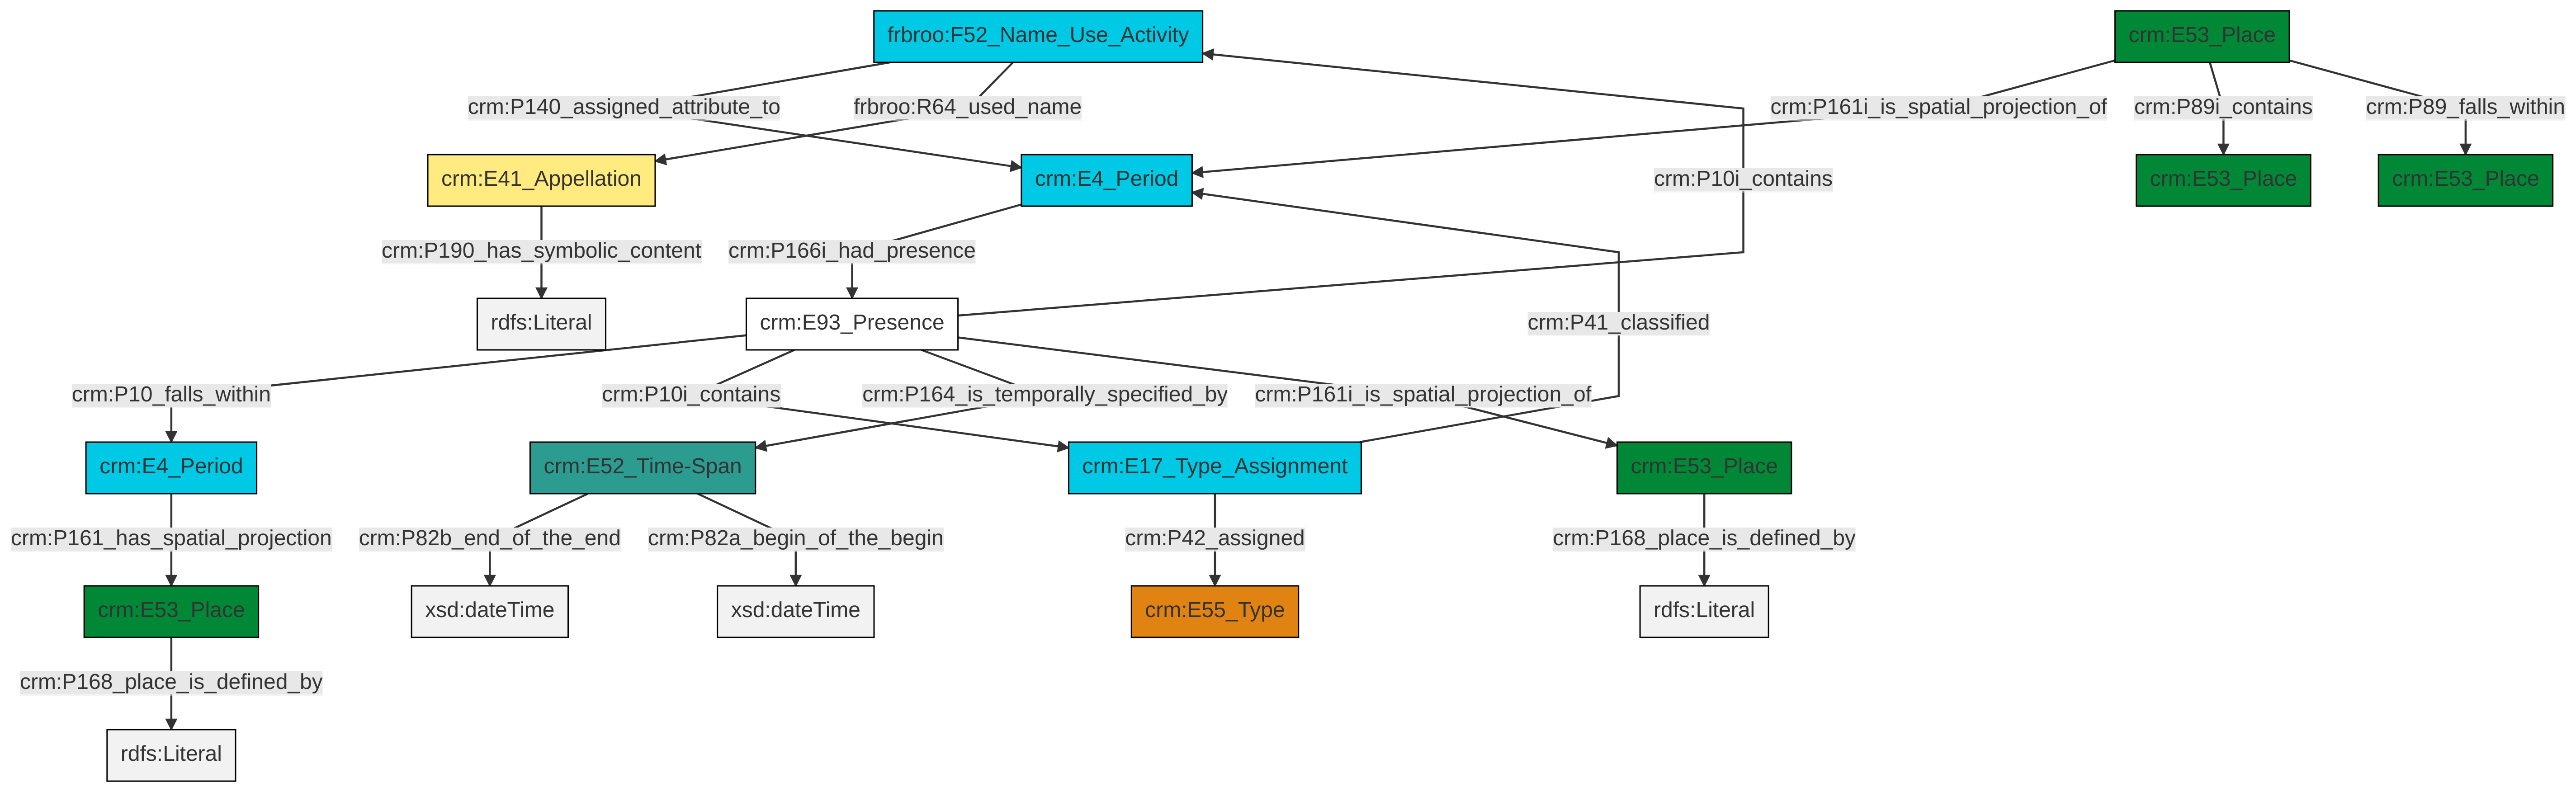 frbroo:F52_Name_Use_Activity
crm:E53_Place
crm:P140_assigned_attribute_to
frbroo:R64_used_name
crm:P161i_is_spatial_projection_of
crm:P89i_contains
crm:P89_falls_within
crm:E41_Appellation
crm:E4_Period
crm:P10i_contains
crm:E53_Place
crm:E53_Place
crm:P190_has_symbolic_content
crm:P166i_had_presence
rdfs:Literal
crm:E93_Presence
crm:P41_classified
crm:P10_falls_within
crm:P10i_contains
crm:P164_is_temporally_specified_by
crm:P161i_is_spatial_projection_of
crm:E4_Period
crm:E52_Time-Span
crm:E17_Type_Assignment
crm:E53_Place
crm:P161_has_spatial_projection
crm:P82b_end_of_the_end
crm:P82a_begin_of_the_begin
crm:P42_assigned
crm:P168_place_is_defined_by
crm:E53_Place
xsd:dateTime
xsd:dateTime
crm:E55_Type
rdfs:Literal
crm:P168_place_is_defined_by
rdfs:Literal